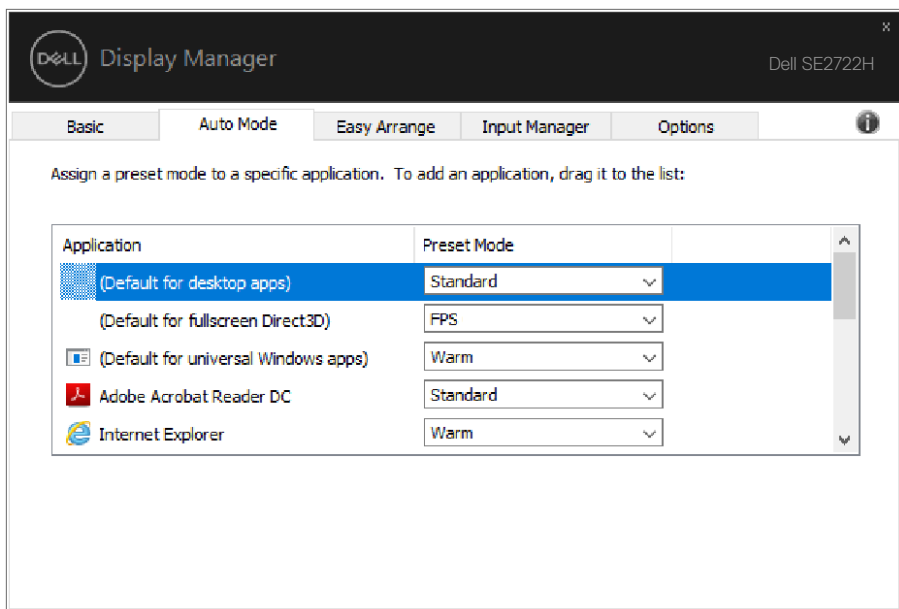 x
DELL Display Manager
Dell SE2722H
Basic Auto Mode Easy Arrange Input Manager Options
Assign a preset mode to a specific application. To add an application, drag it to the list:
Application Preset Mode
(Default for desktop apps) Standard
(Default for fullscreen Direct3D) FPS
(Default for universal Windows apps) Warm
Adobe Acrobat Reader DC Standard
Internet Explorer Warm